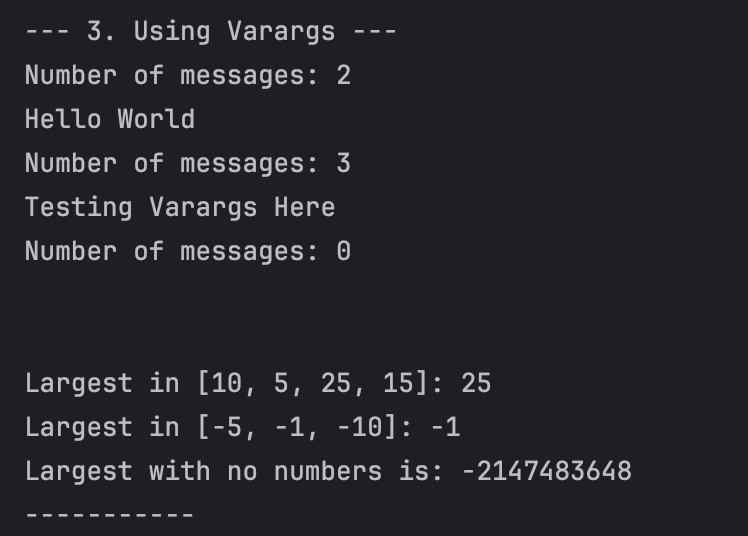 --- 3. Using Varargs ---
Number of messages: 2
Hello World
Number of messages: 3
Testing Varargs Here
Number of messages: 0
Largest in [10, 5, 25, 15]: 25
Largest in [-5, -1, -10]: -1
Largest with no numbers is: -2147483648
-----------